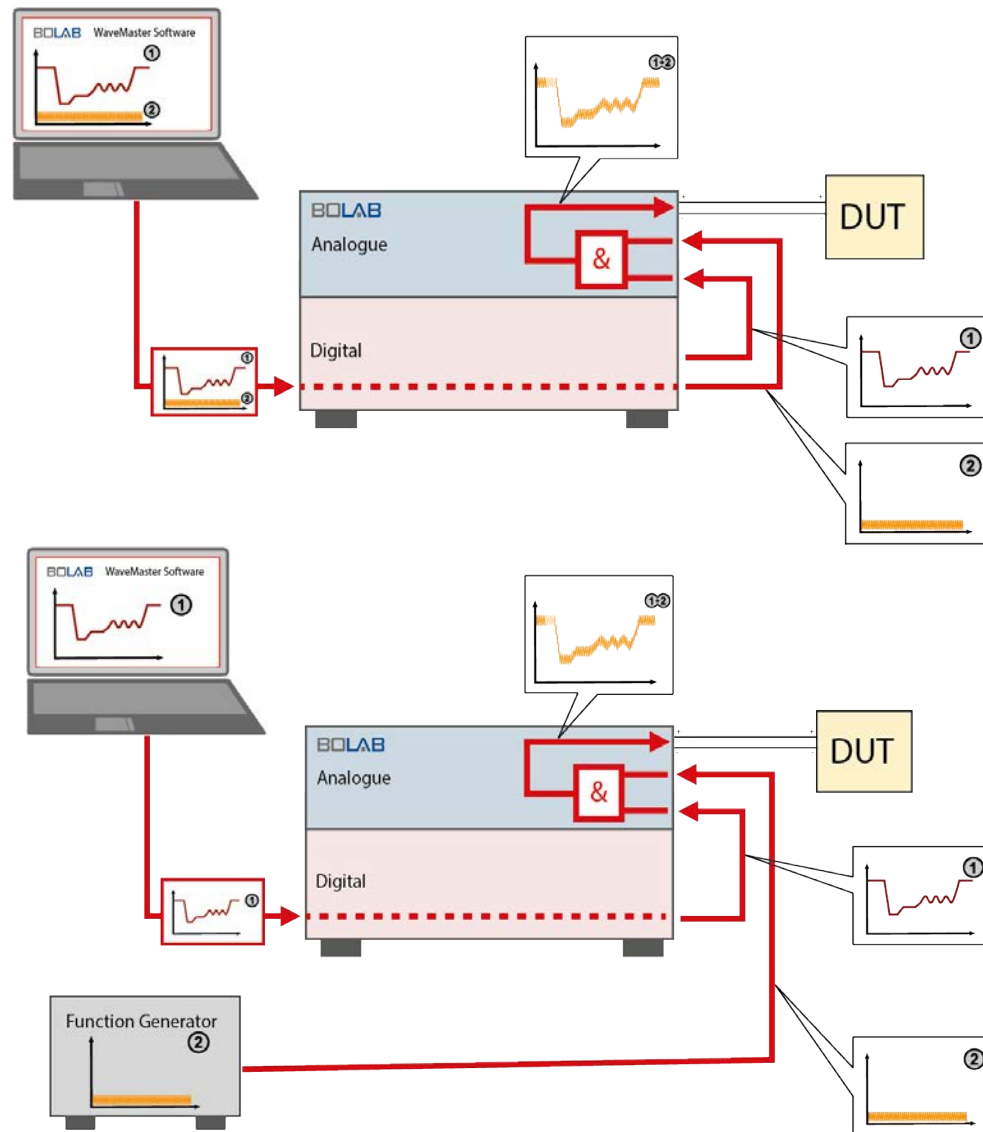 BOLAB WaveMaster Software
1
2
1+2
BOLAB
Analogue
&
DUT
Digital
1
2
1
2
BOLAB WaveMaster Software
1
1+2
BOLAB
Analogue
&
DUT
Digital
1
1
Function Generator
2
2